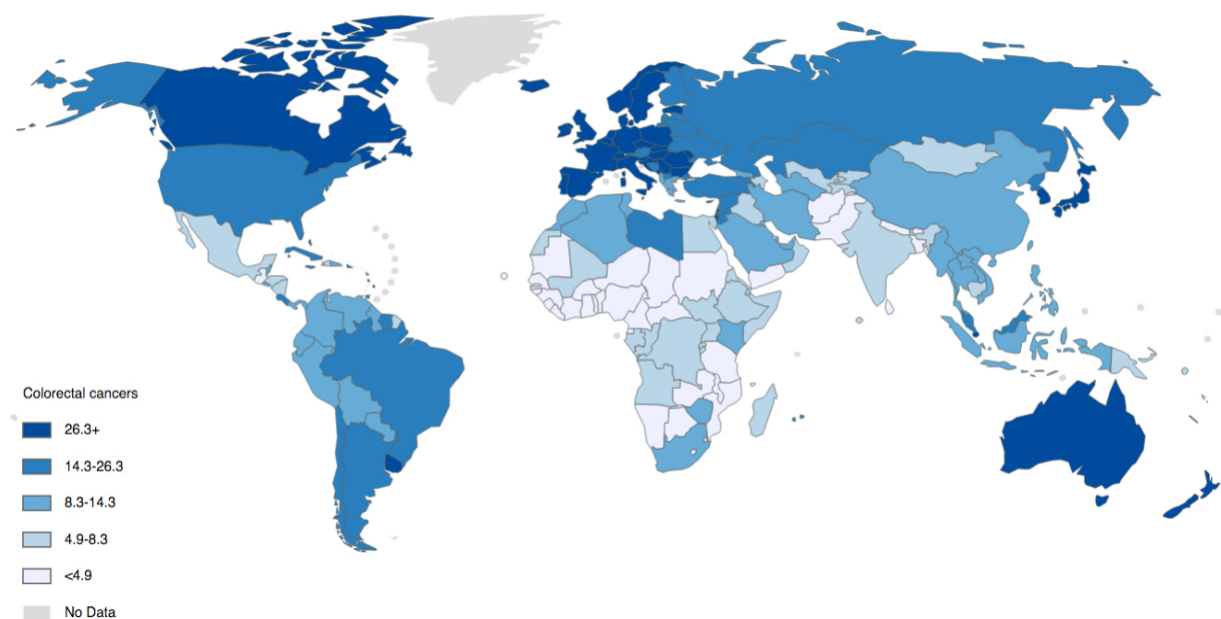 Colorectal cancers
26.3+
14.3-26.3
8.3-14.3
4.9-8.3
<4.9
No Data